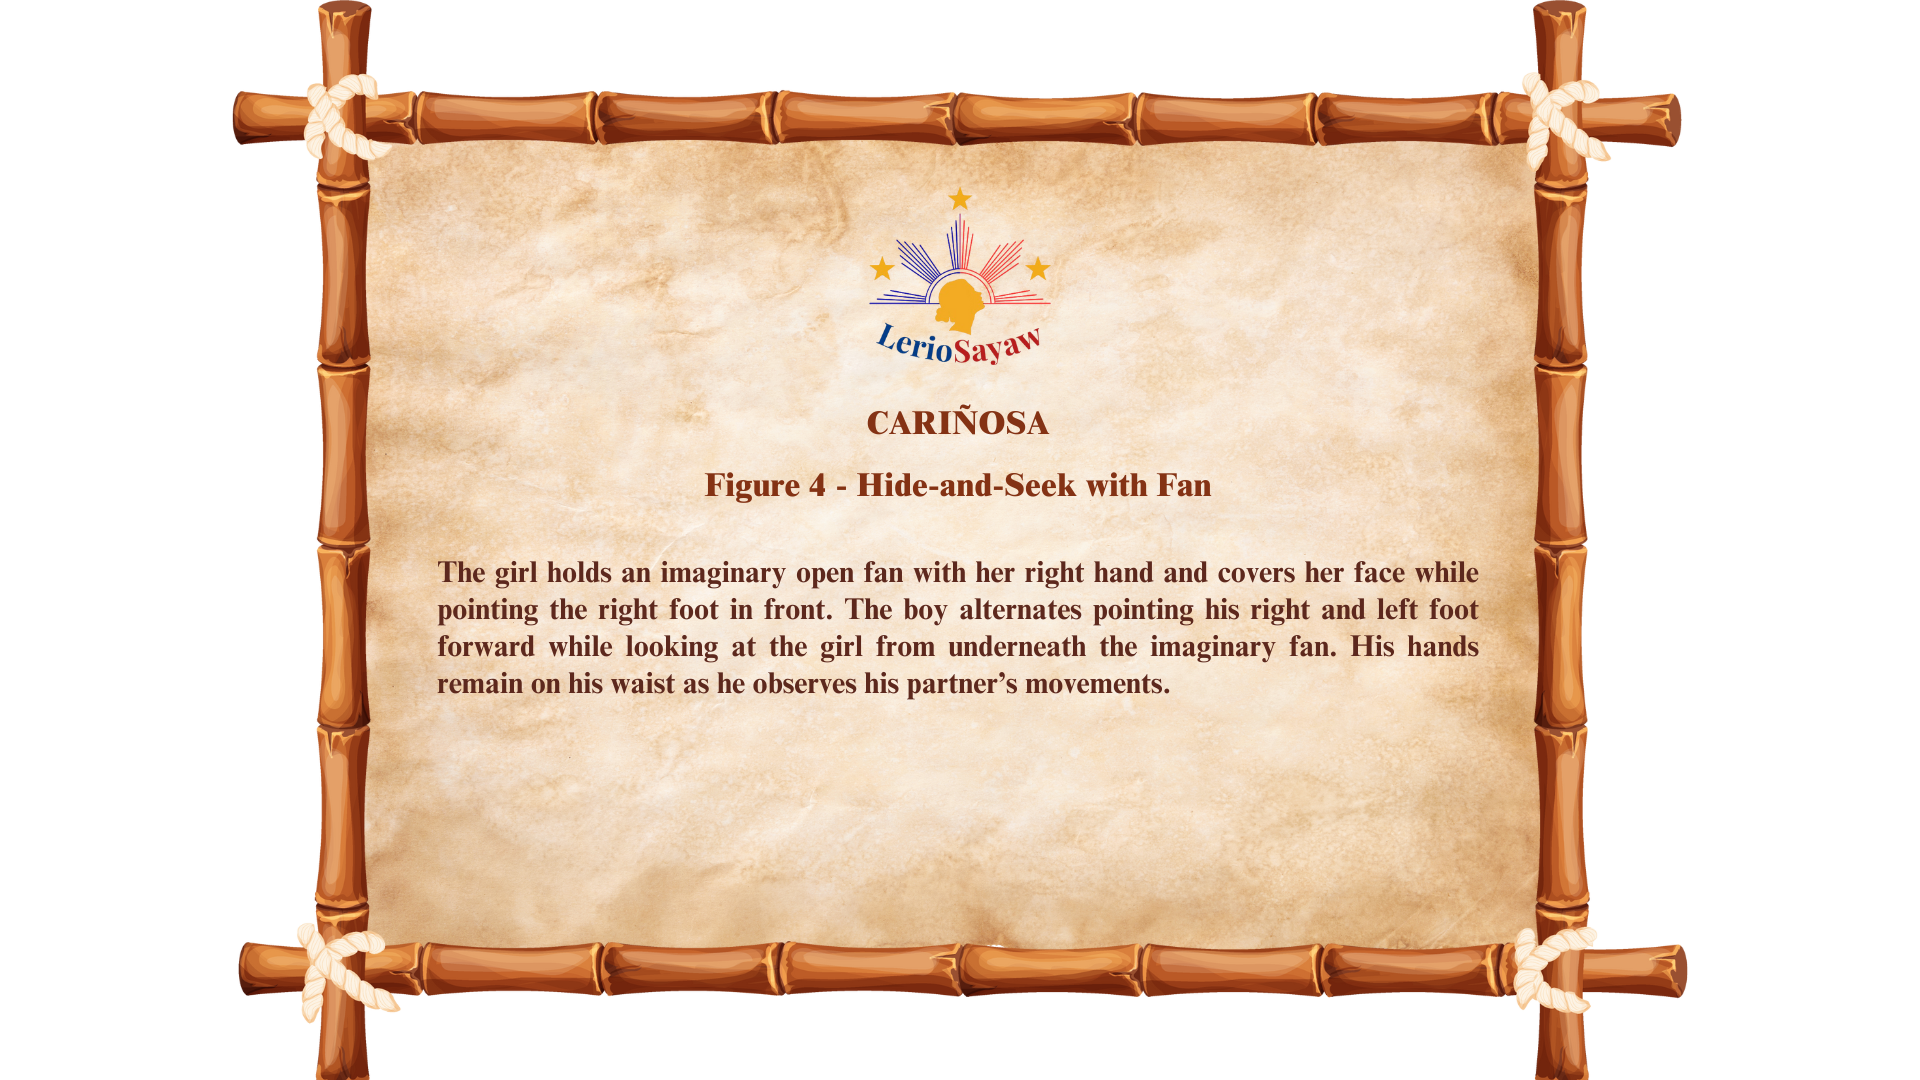 LerioSayaw
CARIÑOSA
Figure 4 - Hide-and-Seek with Fan
The girl holds an imaginary open fan with her right hand and covers her face while
pointing the right foot in front. The boy alternates pointing his right and left foot
forward while looking at the girl from underneath the imaginary fan. His hands
remain on his waist as he observes his partner’s movements.